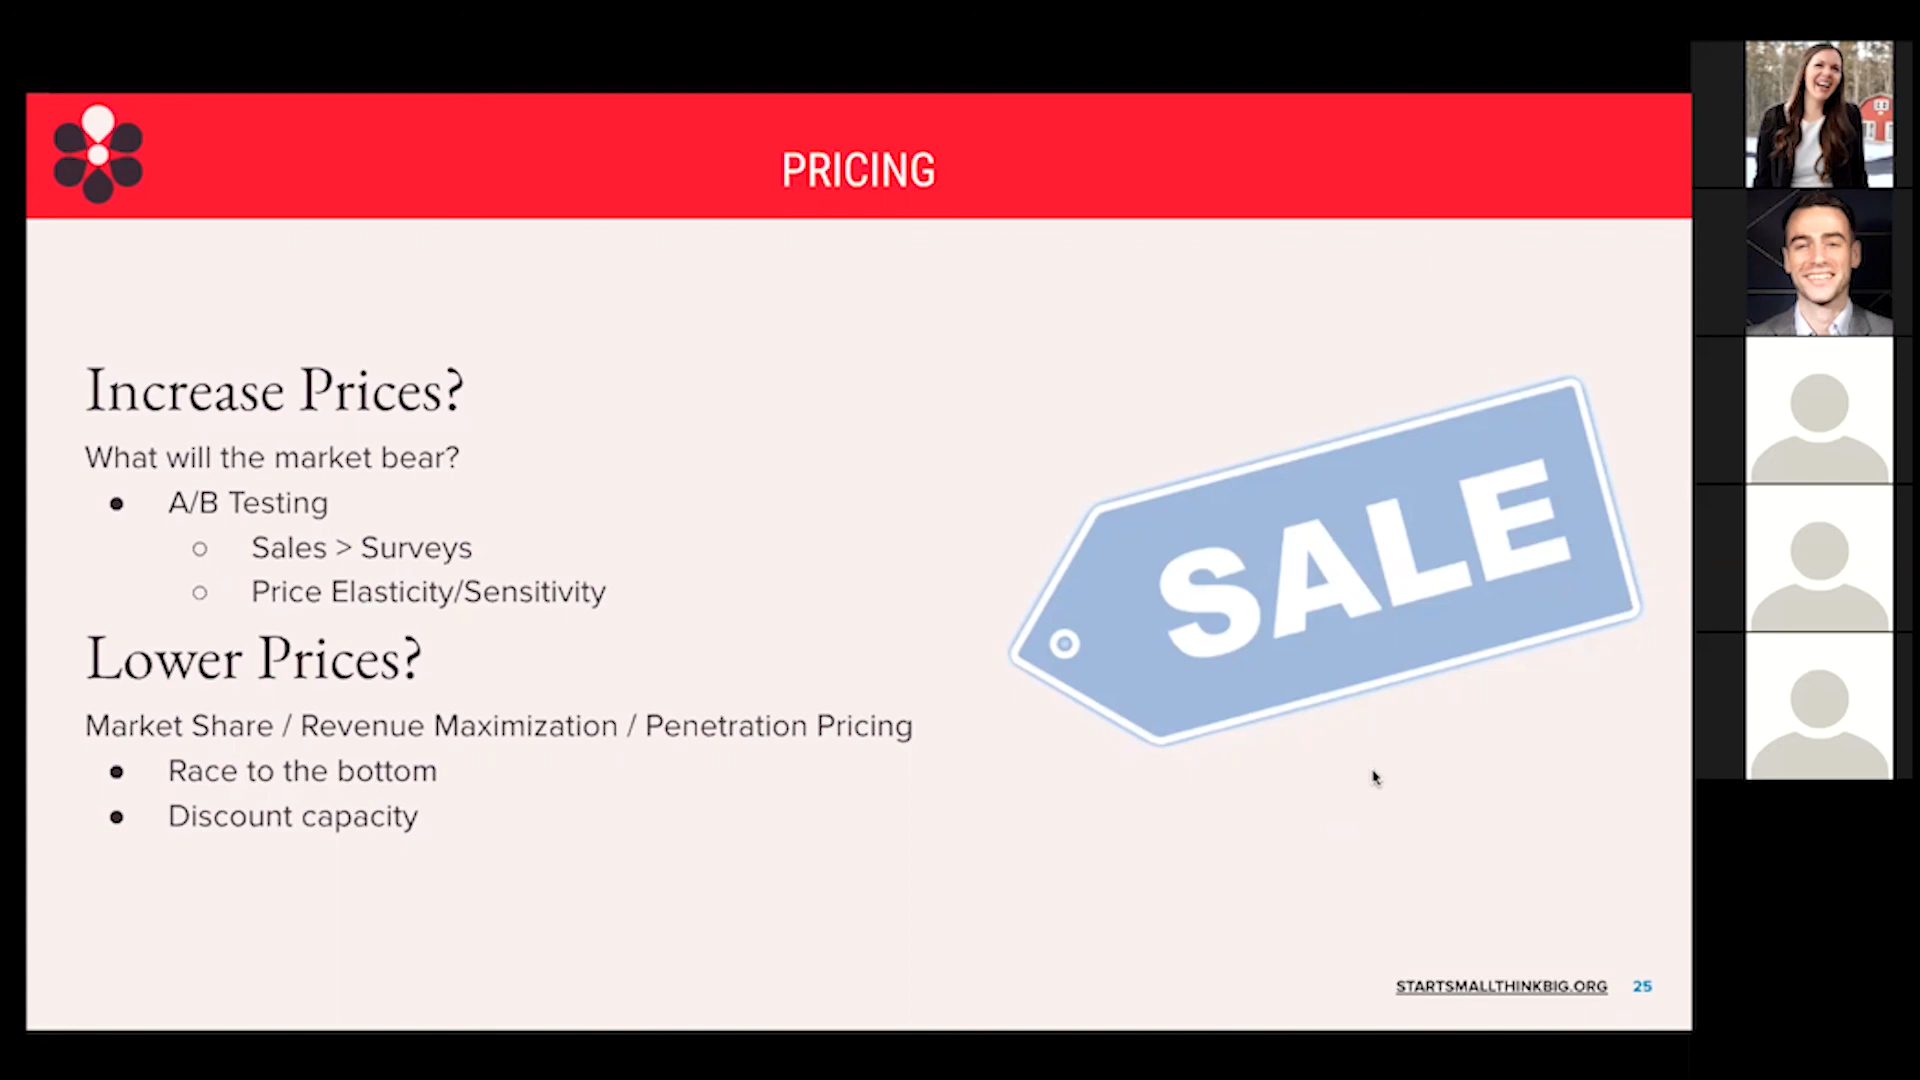 PRICING
Increase Prices?
What will the market bear?
● A/B Testing
○ Sales > Surveys
○ Price Elasticity/Sensitivity
Lower Prices?
Market Share / Revenue Maximization / Penetration Pricing
● Race to the bottom
● Discount capacity
SALE
STARTSMALLTHINKBIG.ORG 25